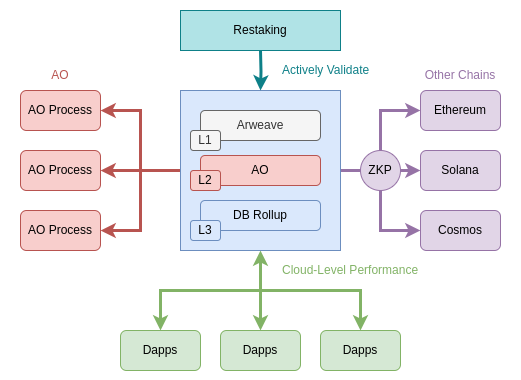 Restaking
Actively Validate
AO
Other Chains
AO Process
AO Process
AO Process
Arweave
L1
AO
L2
DB Rollup
L3
ZKP
Ethereum
Solana
Cosmos
Cloud-Level Performance
Dapps
Dapps
Dapps